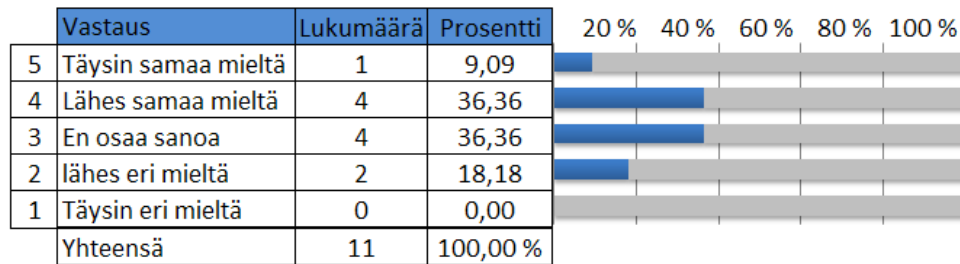 Vastaus Lukumäärä Prosentti 20 % 40 % 60 % 80 % 100 %
5 Täysin samaa mieltä 1 9,09
4 Lähes samaa mieltä 4 36,36
3 En osaa sanoa 4 36,36
2 lähes eri mieltä 2 18,18
1 Täysin eri mieltä 0 0,00
Yhteensä 11 100,00 %